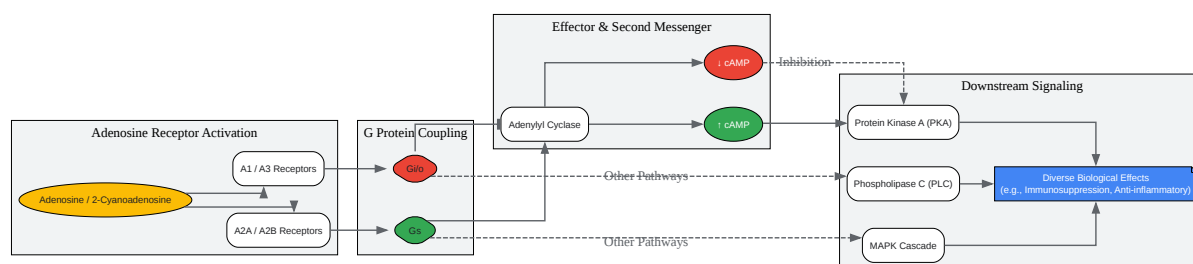 Effector & Second Messenger
↓ cAMP
Inhibition
Downstream Signaling
Adenosine Receptor Activation
G Protein Coupling
Adenylyl Cyclase
↑ cAMP
Protein Kinase A (PKA)
A1 / A3 Receptors
Gi/o
Other Pathways
Phospholipase C (PLC)
Diverse Biological Effects
(e.g., Immunosuppression, Anti-inflammatory)
Adenosine / 2-Cyanoadenosine
A2A / A2B Receptors
Gs
Other Pathways
MAPK Cascade